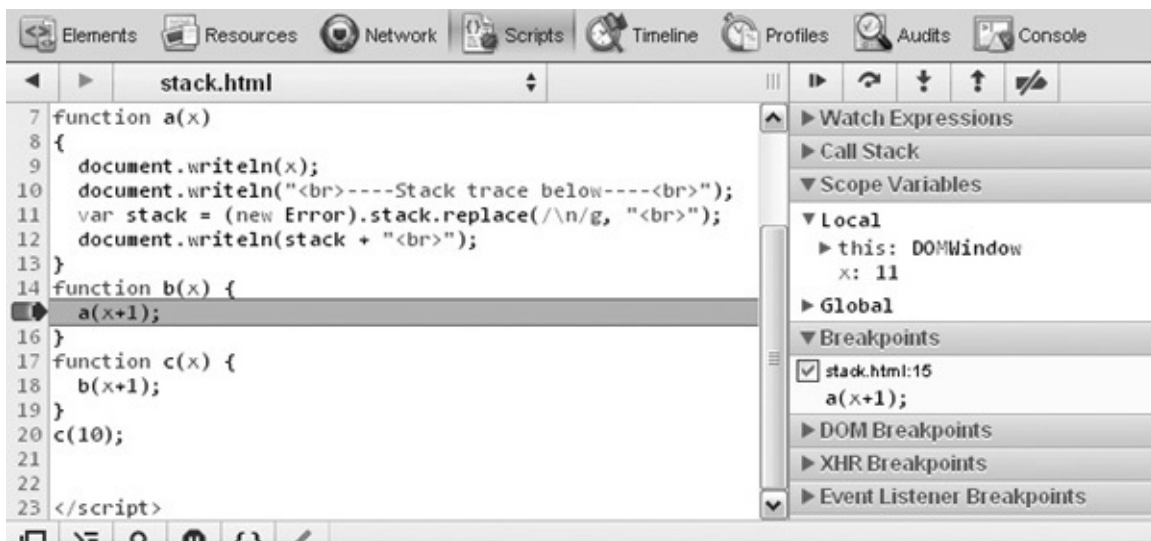 Elements Resources Network Scripts Timeline Profiles Audits Console
stack.html
7 function a(x)
8 {
9 document.writeln(x);
10 document.writeln("<br>----Stack trace below----<br>");
11 var stack = (new Error).stack.replace(/\n/g, "<br>");
12 document.writeln(stack + "<br>");
13 }
14 function b(x) {
a(x+1);
16 }
17 function c(x) {
18 b(x+1);
19 }
20 c(10);
21
22
23 </script>
Watch Expressions
Call Stack
Scope Variables
Local
this: DOMWindow
x: 11
Global
Breakpoints
stack.html:15
a(x+1);
DOM Breakpoints
XHR Breakpoints
Event Listener Breakpoints